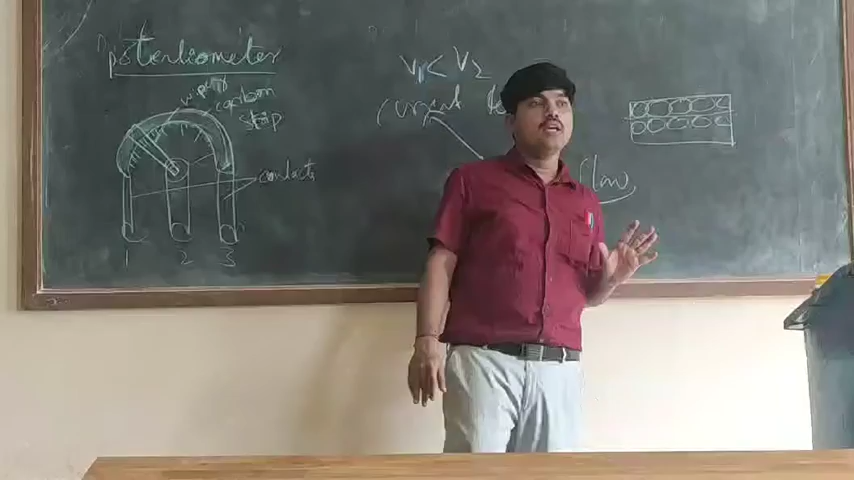 potentiometer
wiper
carbon
strip
contacts
1 2 3
V1 < V2
current
flow